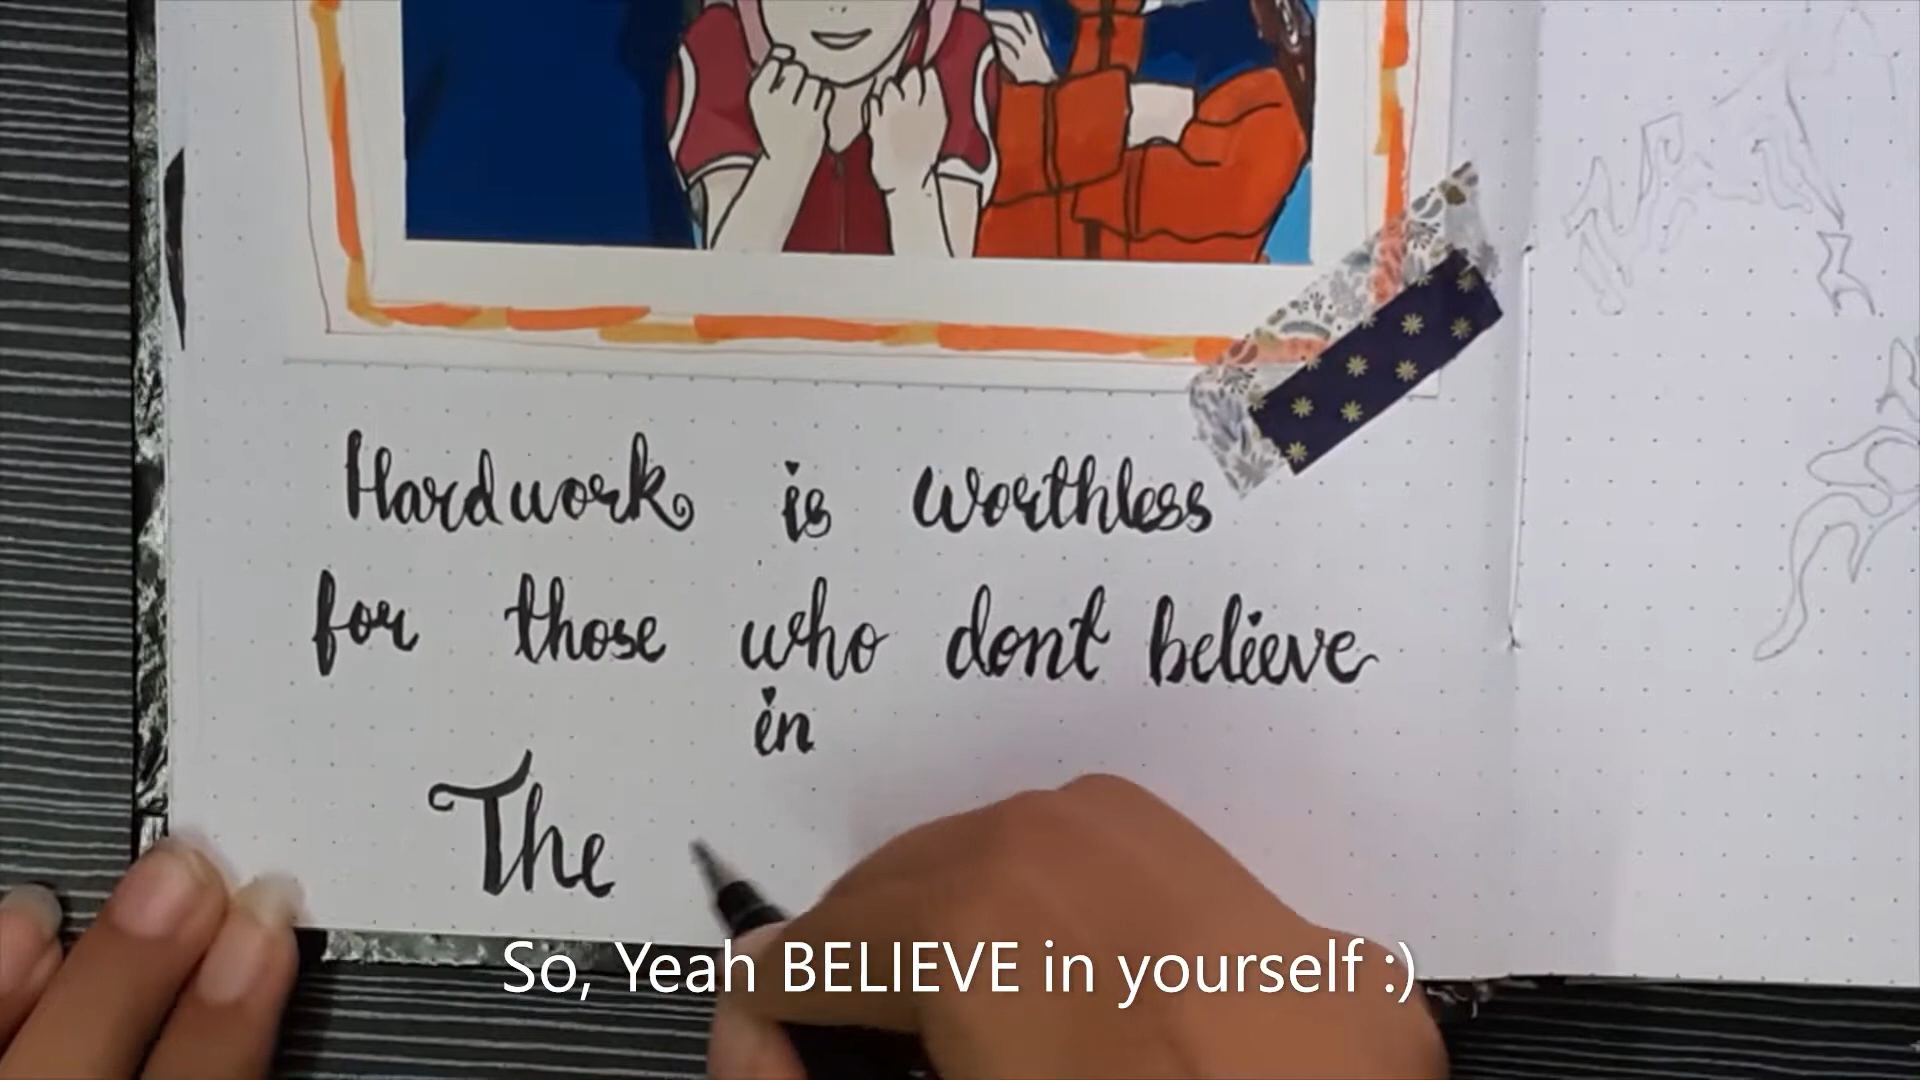 Hardwork is worthless
for those who dont believe
in
The
So, Yeah BELIEVE in yourself :)